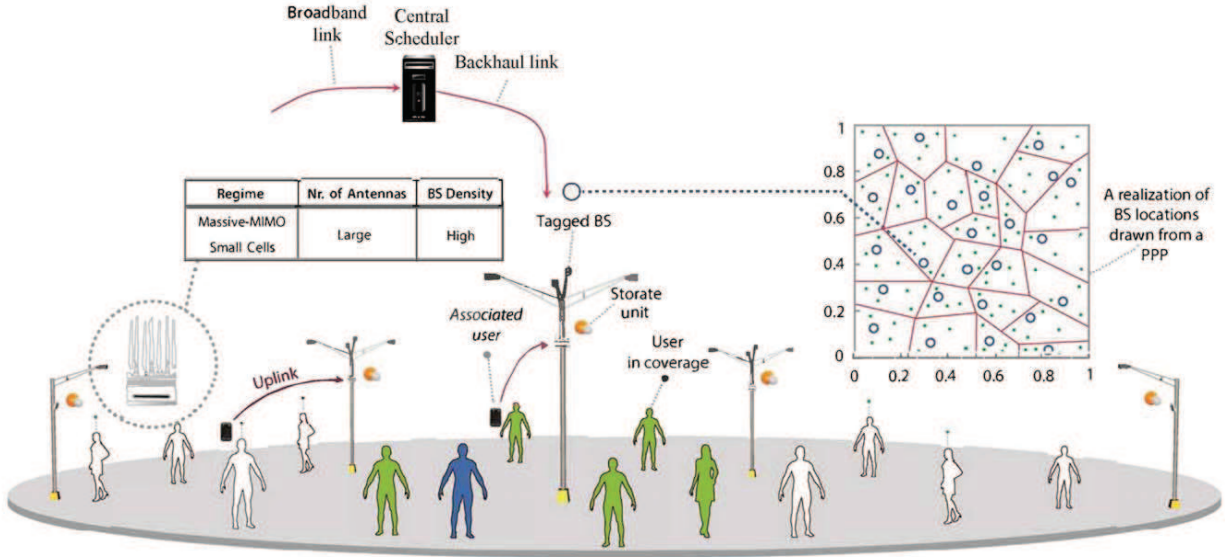 Broadband
link
Central
Scheduler
Backhaul link
Regime
Nr. of Antennas
BS Density
Massive-MIMO
Small Cells
Large
High
Tagged BS
Storate
unit
Associated
user
User
in coverage
Uplink
1
0.8
0.6
0.4
0.2
0
0
0.2
0.4
0.6
0.8
1
A realization of
BS locations
drawn from a
PPP